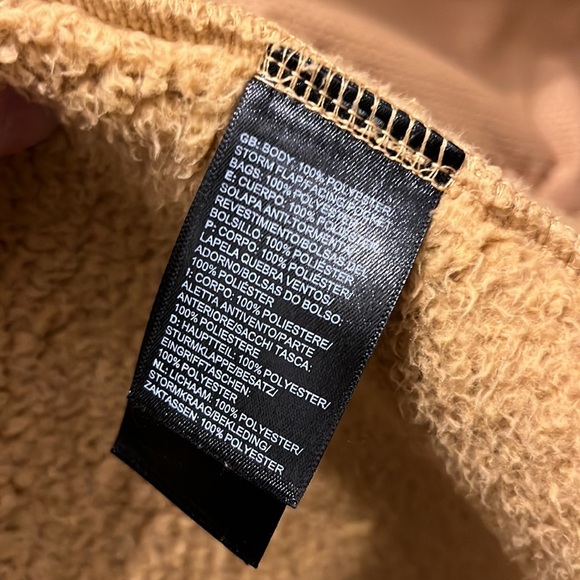 GB: BODY: 100% POLYESTER/
STORM FLAP/FACING/POCKET
BAGS: 100% POLYESTER
E: CUERPO: 100% POLIÉSTER/
SOLAPA ANTI-TORMENTA/
REVESTIMIENTO/BOLSAS DEL
BOLSILLO: 100% POLIÉSTER
P: CORPO: 100% POLIÉSTER/
LAPELA QUEBRA VENTOS/
ADORNO/BOLSAS DO BOLSO:
100% POLIÉSTER
I: CORPO: 100% POLIESTERE/
ALETTA ANTIVENTO/PARTE
ANTERIORE/SACCHI TASCA:
100% POLIESTERE
D: HAUPTTEIL: 100% POLYESTER/
STURMKLAPPE/BESATZ/
EINGRIFFTASCHEN:
100% POLYESTER
NL: LICHAAM: 100% POLYESTER/
STORMKRAAG/BEKLEDING/
ZAKTASSEN: 100% POLYESTER